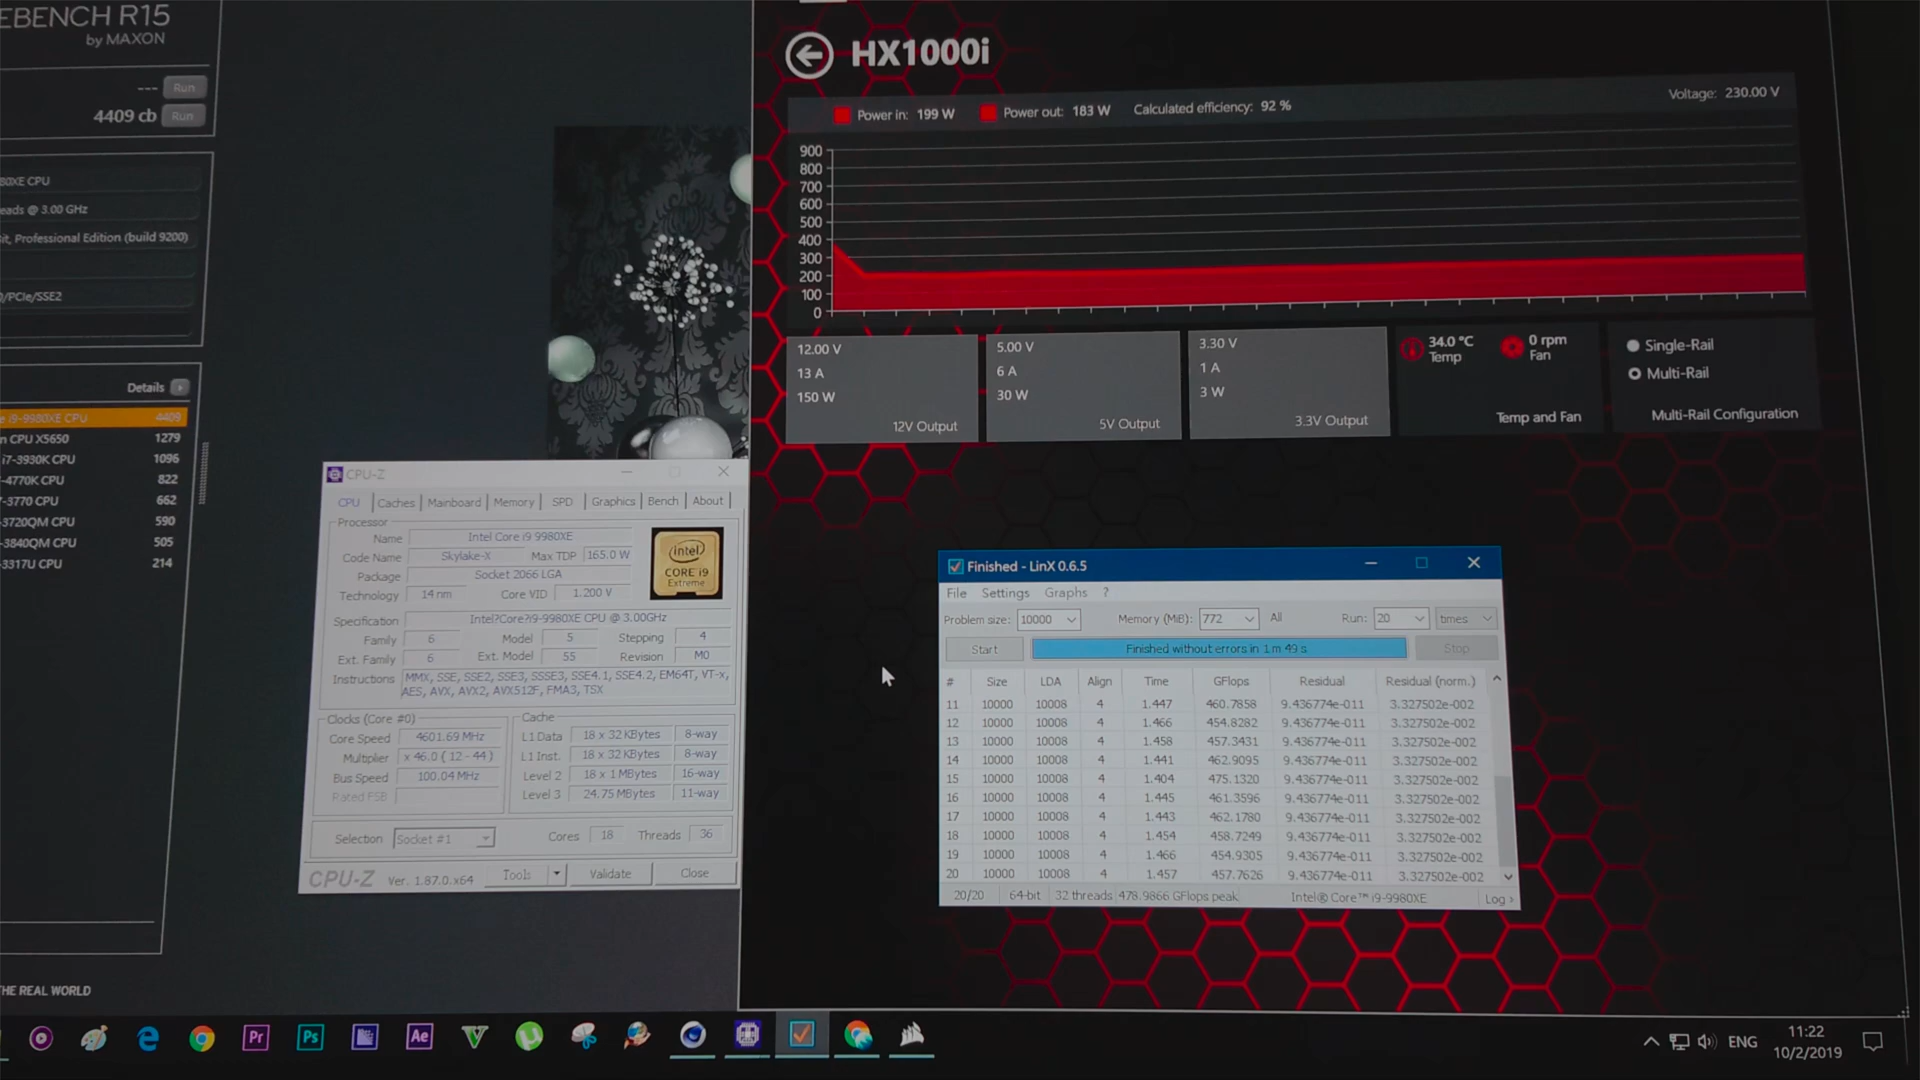 EBENCH R15
by MAXON
--- Run
4409 cb Run
80XE CPU
eads @ 3.00 GHz
it, Professional Edition (build 9200)
/PCIe/SSE2
Details
e i9-9980XE CPU 4409
n CPU X5650 1279
i7-3930K CPU 1096
-4770K CPU 822
7-3770 CPU 662
-3720QM CPU 590
-3840QM CPU 505
-3317U CPU 214
HE REAL WORLD
HX1000i
Power in: 199 W Power out: 183 W Calculated efficiency: 92 % Voltage: 230.00 V
900
800
700
600
500
400
300
200
100
0
12.00 V
13 A
150 W
12V Output
5.00 V
6 A
30 W
5V Output
3.30 V
1 A
3 W
3.3V Output
34.0 °C
Temp
0 rpm
Fan
Temp and Fan
Single-Rail
Multi-Rail
Multi-Rail Configuration
CPU-Z
CPU Caches Mainboard Memory SPD Graphics Bench About
Processor
Name Intel Core i9 9980XE
Code Name Skylake-X Max TDP 165.0 W
Package Socket 2066 LGA
Technology 14 nm Core VID 1.200 V
intel
CORE i9
Extreme
Specification Intel?Core?i9-9980XE CPU @ 3.00GHz
Family 6 Model 5 Stepping 4
Ext. Family 6 Ext. Model 55 Revision M0
Instructions MMX, SSE, SSE2, SSE3, SSSE3, SSE4.1, SSE4.2, EM64T, VT-x,
AES, AVX, AVX2, AVX512F, FMA3, TSX
Clocks (Core #0)
Core Speed 4601.69 MHz
Multiplier x 46.0 ( 12 - 44 )
Bus Speed 100.04 MHz
Rated FSB
Cache
L1 Data 18 x 32 KBytes 8-way
L1 Inst. 18 x 32 KBytes 8-way
Level 2 18 x 1 MBytes 16-way
Level 3 24.75 MBytes 11-way
Selection Socket #1 Cores 18 Threads 36
CPU-Z Ver. 1.87.0.x64 Tools Validate Close
Finished - LinX 0.6.5
File Settings Graphs ?
Problem size: 10000 Memory (MiB): 772 All Run: 20 times
Start Finished without errors in 1 m 49 s Stop
# Size LDA Align Time GFlops Residual Residual (norm.)
11 10000 10008 4 1.447 460.7858 9.436774e-011 3.327502e-002
12 10000 10008 4 1.466 454.8282 9.436774e-011 3.327502e-002
13 10000 10008 4 1.458 457.3431 9.436774e-011 3.327502e-002
14 10000 10008 4 1.441 462.9095 9.436774e-011 3.327502e-002
15 10000 10008 4 1.404 475.1320 9.436774e-011 3.327502e-002
16 10000 10008 4 1.445 461.3596 9.436774e-011 3.327502e-002
17 10000 10008 4 1.443 462.1780 9.436774e-011 3.327502e-002
18 10000 10008 4 1.454 458.7249 9.436774e-011 3.327502e-002
19 10000 10008 4 1.466 454.9305 9.436774e-011 3.327502e-002
20 10000 10008 4 1.457 457.7626 9.436774e-011 3.327502e-002
20/20 64-bit 32 threads 478.9866 GFlops peak Intel® Core™ i9-9980XE Log ›
Pr Ps Ae
ENG
11:22
10/2/2019